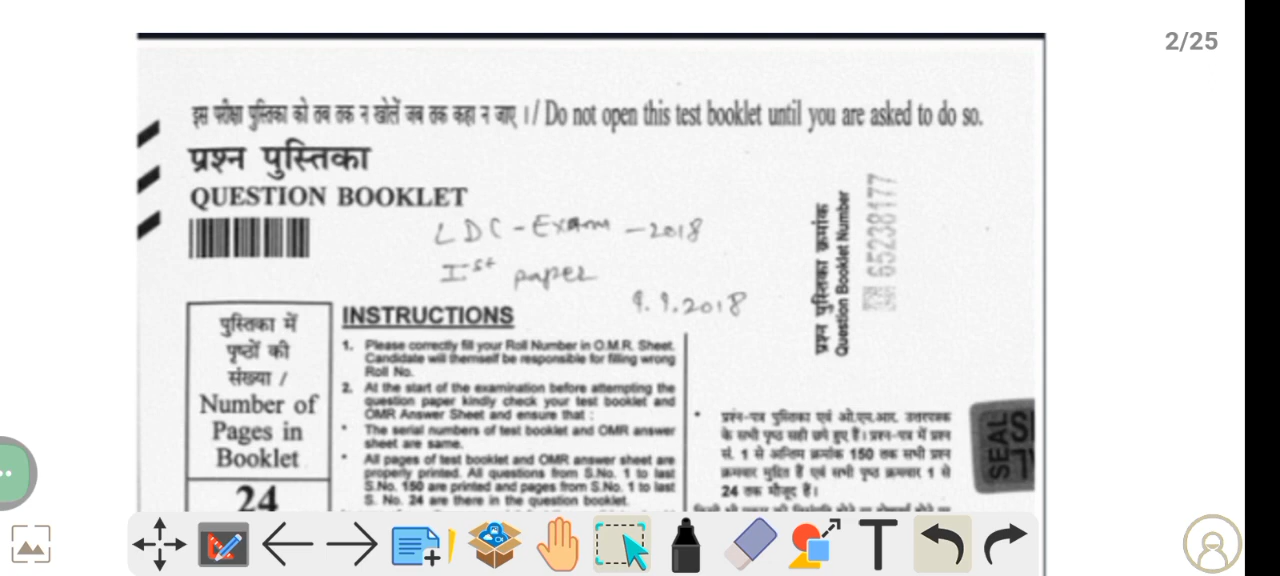 2/25
इस परीक्षा पुस्तिका को तब तक न खोलें जब तक कहा न जाए ।/ Do not open this test booklet until you are asked to do so.
प्रश्न पुस्तिका
QUESTION BOOKLET
LDC - Exam - 2018
Ist paper
9.9.2018
प्रश्न पुस्तिका क्रमांक
Question Booklet Number
65238177
पुस्तिका में
पृष्ठों की
संख्या /
Number of
Pages in
Booklet
24
INSTRUCTIONS
1. Please correctly fill your Roll Number in O.M.R. Sheet.
Candidate will themself be responsible for filling wrong
Roll No.
2. At the start of the examination before attempting the
question paper kindly check your test booklet and
OMR Answer Sheet and ensure that :
• The serial numbers of test booklet and OMR answer
sheet are same.
• All pages of test booklet and OMR answer sheet are
properly printed. All questions from S.No. 1 to last
S.No. 150 are printed and pages from S.No. 1 to last
S. No. 24 are there in the question booklet.
• प्रश्न-पत्र पुस्तिका एवं ओ.एम.आर. उत्तरपत्रक
के सभी पृष्ठ सही छपे हुए हैं। प्रश्न-पत्र में प्रश्न
सं. 1 से अन्तिम क्रमांक 150 तक सभी प्रश्न
क्रमवार मुद्रित हैं एवं सभी पृष्ठ क्रमवार 1 से
24 तक मौजूद हैं।
SEAL
T